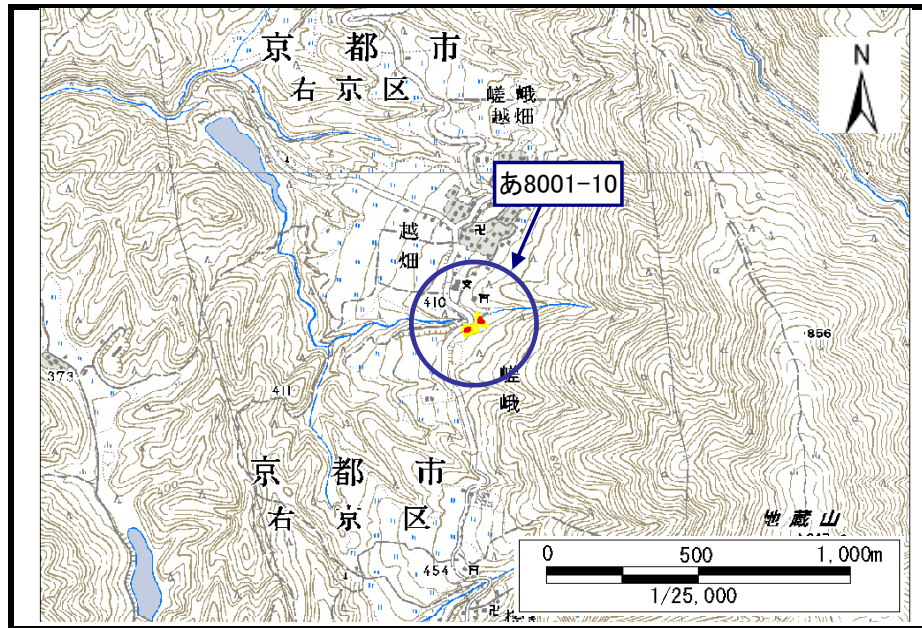 京都市
右京区
嵯峨
越畑
N
あ8001-10
越畑
410
856
嵯峨
373
411
600
京都市
右京区
地蔵山
454
0 500 1,000m
1/25,000